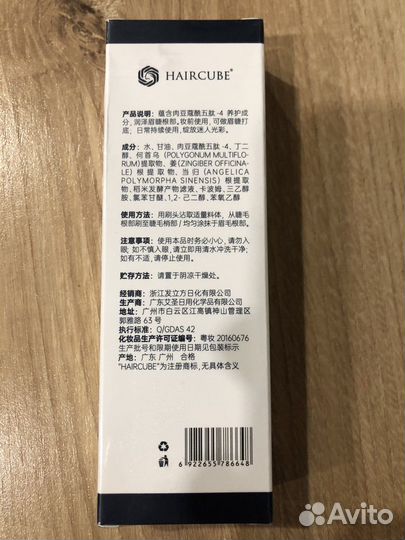 HAIRCUBE®
产品说明：蕴含肉豆蔻酰五肽 -4 养护成
分，润泽眉睫根部。妆前使用，可做眉睫打
底；日常持续使用，绽放迷人光彩。
成分：水、甘油、肉豆蔻酰五肽 -4、丁二
醇、何首乌 (POLYGONUM MULTIFLO-
RUM)提取物、姜(ZINGIBER OFFICINA-
LE) 根提取物、当归 (ANGELICA
POLYMORPHA SINENSIS) 根提取
物、稻米发酵产物滤液、卡波姆、三乙醇
胺、氯苯甘醚、1,2- 己二醇、苯氧乙醇
使用方法：用刷头沾取适量料体，从睫毛
根部刷至睫毛梢部 / 均匀涂抹于眉毛根部。
注意事项：使用本品时务必小心，请勿入
眼；如不慎入眼，请立即用清水冲洗干净；
如有不适，请停止使用。
贮存方法：请置于阴凉干燥处。
经销商：浙江发立方日化有限公司
生产商：广东艾圣日用化学品有限公司
地址：广州市白云区江高镇神山管理区
雄郭路 63 号
执行标准：Q/GDAS 42
化妆品生产许可证编号：粤妆 20160676
生产批号和限期使用日期见包装标示
产地：广东 广州 合格
"HAIRCUBE"为注册商标，无具体含义
6 922655 786648
Avito